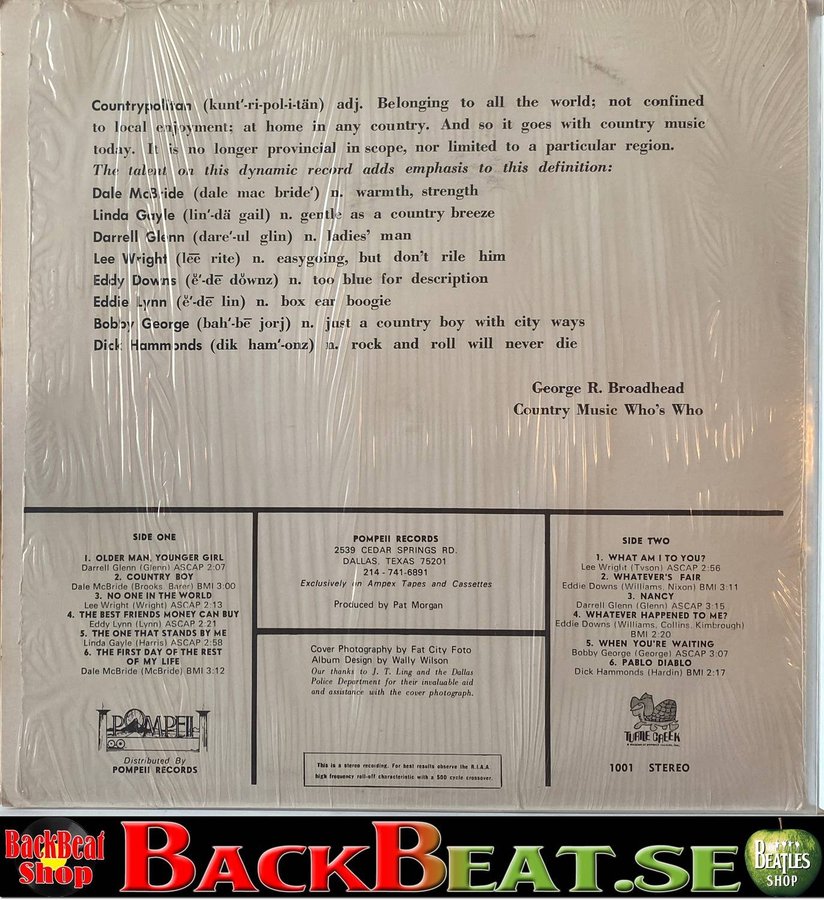 Countrypolitan (kunt'-ri-pol-i-tän) adj. Belonging to all the world; not confined
to local enjoyment; at home in any country. And so it goes with country music
today. It is no longer provincial in scope, nor limited to a particular region.
The talent on this dynamic record adds emphasis to this definition:
Dale McBride (dale mac bride') n. warmth, strength
Linda Gayle (lin'-dä gail) n. gentle as a country breeze
Darrell Glenn (dare'-ul glin) n. ladies' man
Lee Wright (lēē rite) n. easygoing, but don't rile him
Eddy Downs (ĕ'-dē dŏwnz) n. too blue for description
Eddie Lynn (ĕ'-dē lin) n. box ear boogie
Bobby George (bah'-bē jorj) n. just a country boy with city ways
Dick Hammonds (dik ham'-onz) n. rock and roll will never die
George R. Broadhead
Country Music Who's Who
SIDE ONE
1. OLDER MAN, YOUNGER GIRL
Darrell Glenn (Glenn) ASCAP 2:07
2. COUNTRY BOY
Dale McBride (Brooks, Barer) BMI 3:00
3. NO ONE IN THE WORLD
Lee Wright (Wright) ASCAP 2:13
4. THE BEST FRIENDS MONEY CAN BUY
Eddy Lynn (Lynn) ASCAP 2:21
5. THE ONE THAT STANDS BY ME
Linda Gayle (Harris) ASCAP 2:58
6. THE FIRST DAY OF THE REST
OF MY LIFE
Dale McBride (McBride) BMI 3:12
POMPEII
Distributed By
POMPEII RECORDS
POMPEII RECORDS
2539 CEDAR SPRINGS RD.
DALLAS, TEXAS 75201
214 - 741-6891
Exclusively on Ampex Tapes and Cassettes
Produced by Pat Morgan
Cover Photography by Fat City Foto
Album Design by Wally Wilson
Our thanks to J. T. Ling and the Dallas
Police Department for their invaluable aid
and assistance with the cover photograph.
This is a stereo recording. For best results observe the R.I.A.A
high frequency roll-off characteristic with a 500 cycle crossover.
SIDE TWO
1. WHAT AM I TO YOU?
Lee Wright (Tyson) ASCAP 2:56
2. WHATEVER'S FAIR
Eddie Downs (Williams, Nixon) BMI 3:11
3. NANCY
Darrell Glenn (Glenn) ASCAP 3:15
4. WHATEVER HAPPENED TO ME?
Eddie Downs (Williams, Collins, Kimbrough)
BMI 2:20
5. WHEN YOU'RE WAITING
Bobby George (George) ASCAP 3:07
6. PABLO DIABLO
Dick Hammonds (Hardin) BMI 2:17
TURTLE CREEK
1001 STEREO
BackBeat
Shop
BACKBEAT.SE
BEATLES
SHOP